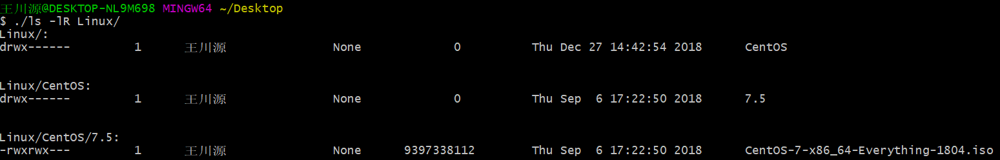 王川源@DESKTOP-NL9M698 MINGW64 ~/Desktop
$ ./ls -lR Linux/
Linux/:
drwx------ 1 王川源 None 0 Thu Dec 27 14:42:54 2018 CentOS
Linux/CentOS:
drwx------ 1 王川源 None 0 Thu Sep  6 17:22:50 2018 7.5
Linux/CentOS/7.5:
-rwxrwx--- 1 王川源 None 9397338112 Thu Sep  6 17:22:50 2018 CentOS-7-x86_64-Everything-1804.iso